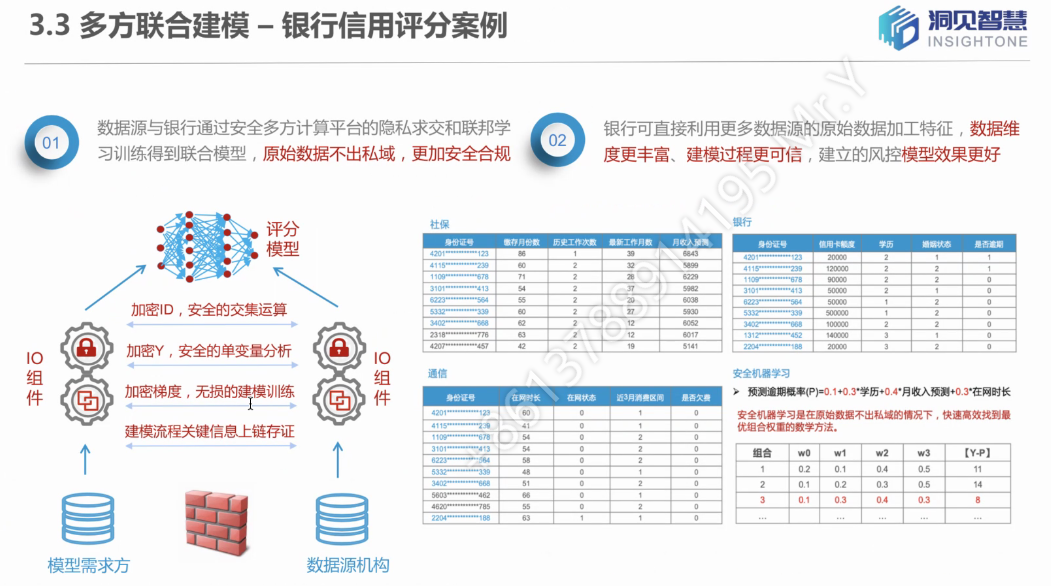 3.3 多方联合建模 – 银行信用评分案例
洞见智慧
INSIGHTONE
01
数据源与银行通过安全多方计算平台的隐私求交和联邦学
习训练得到联合模型，原始数据不出私域，更加安全合规
02
银行可直接利用更多数据源的原始数据加工特征，数据维
度更丰富、建模过程更可信，建立的风控模型效果更好
评分
模型
加密ID，安全的交集运算
加密Y，安全的单变量分析
加密梯度，无损的建模训练
建模流程关键信息上链存证
IO
组
件
IO
组
件
模型需求方
数据源机构
社保
身份证号 缴存月份数 历史工作次数 最新工作月数 月收入预测
4201************123 86 1 39 6843
4115************239 60 2 32 5899
1109************678 71 2 26 6229
3101************413 54 2 37 5982
6223************564 55 2 20 6038
5332************339 60 2 37 5930
3402************668 62 2 12 6052
2318************776 63 2 12 6017
4207************457 42 2 19 5141
银行
身份证号 信用卡额度 学历 婚姻状态 是否逾期
4201************123 20000 2 1 1
4115************239 120000 2 2 1
1109************678 90000 2 2 0
3101************413 50000 2 1 0
6223************564 50000 1 2 0
5332************339 500000 1 2 0
3402************668 100000 2 2 0
1312************452 140000 3 1 0
2204************188 20000 3 2 0
通信
身份证号 在网时长 在网状态 近3月消费区间 是否欠费
4201************123 60 0 1 0
4115************239 41 0 1 0
1109************678 54 0 2 0
3101************413 54 0 2 0
6223************564 58 0 2 0
5332************339 48 0 1 0
3402************668 51 0 2 0
5603************462 66 0 1 0
4620************785 55 0 2 0
2204************188 63 1 1 0
安全机器学习
➢ 预测逾期概率(P)=0.1+0.3*学历+0.4*月收入预测+0.3*在网时长
安全机器学习是在原始数据不出私域的情况下，快速高效找到最
优组合权重的数学方法。
组合 w0 w1 w2 w3 【Y-P】
1 0.2 0.1 0.4 0.5 11
2 0.1 0.2 0.3 0.5 14
3 0.1 0.3 0.4 0.3 8
… … … … …
+8613788914195 Mr.Y